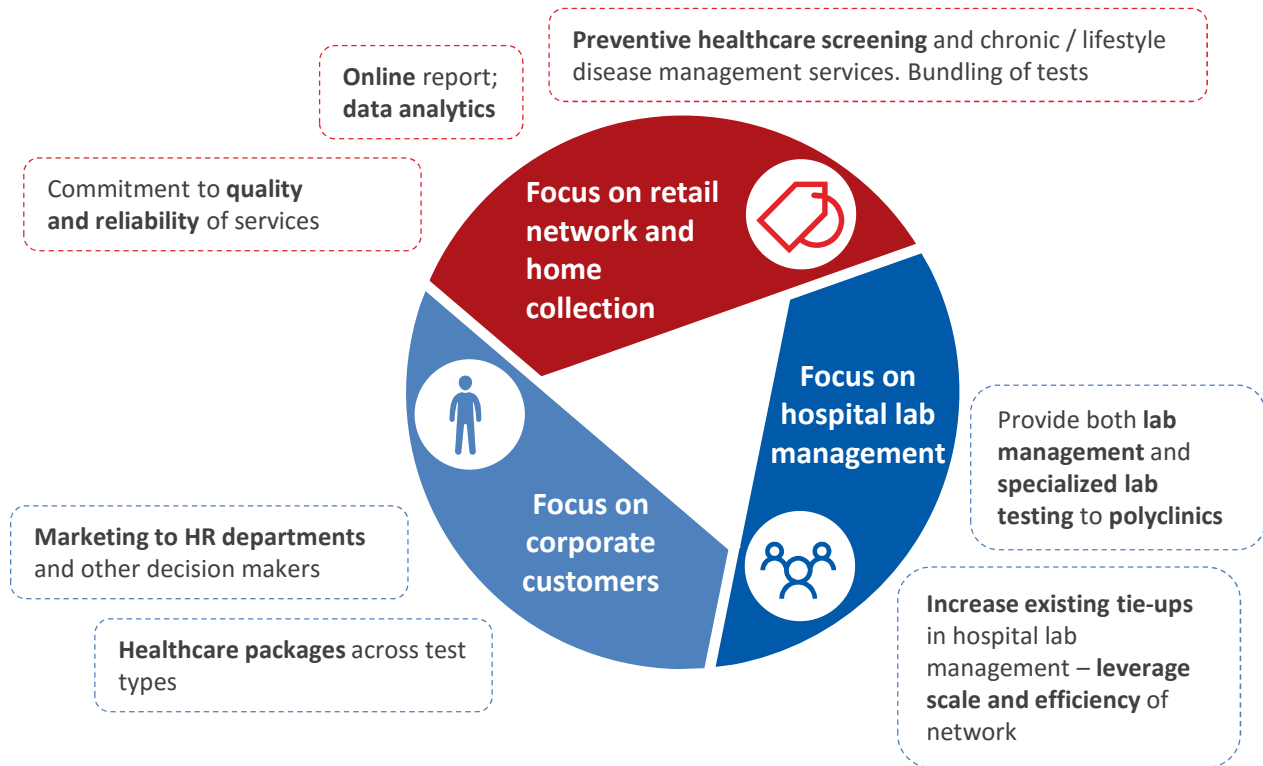 Preventive healthcare screening and chronic / lifestyle
disease management services. Bundling of tests
Online report;
data analytics
Commitment to quality
and reliability of services
Focus on retail
network and
home
collection
Focus on
hospital lab
management
Provide both lab
management and
specialized lab
testing to polyclinics
Increase existing tie-ups
in hospital lab
management – leverage
scale and efficiency of
network
Focus on
corporate
customers
Marketing to HR departments
and other decision makers
Healthcare packages across test
types